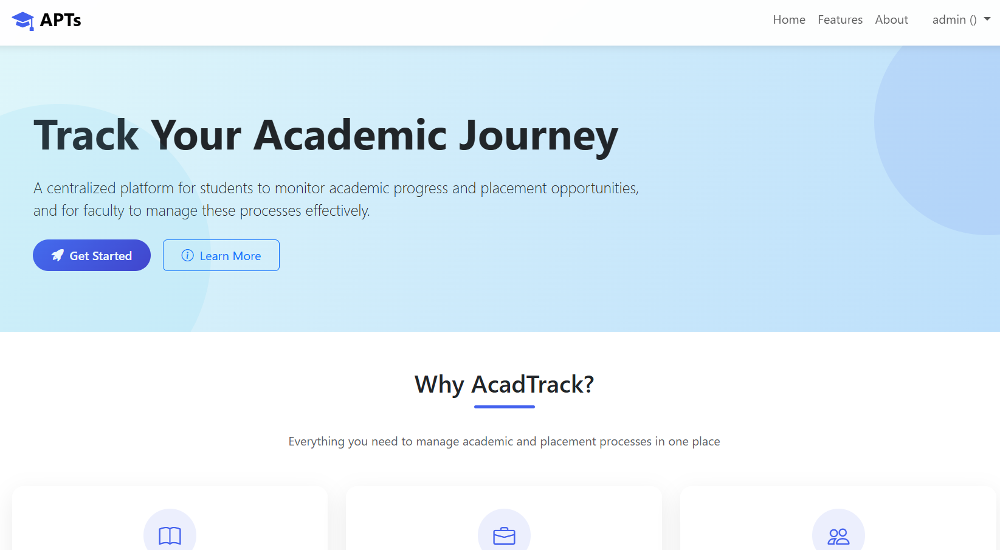 APTs
Home Features About admin ()
Track Your Academic Journey
A centralized platform for students to monitor academic progress and placement opportunities,
and for faculty to manage these processes effectively.
Get Started Learn More
Why AcadTrack?
Everything you need to manage academic and placement processes in one place